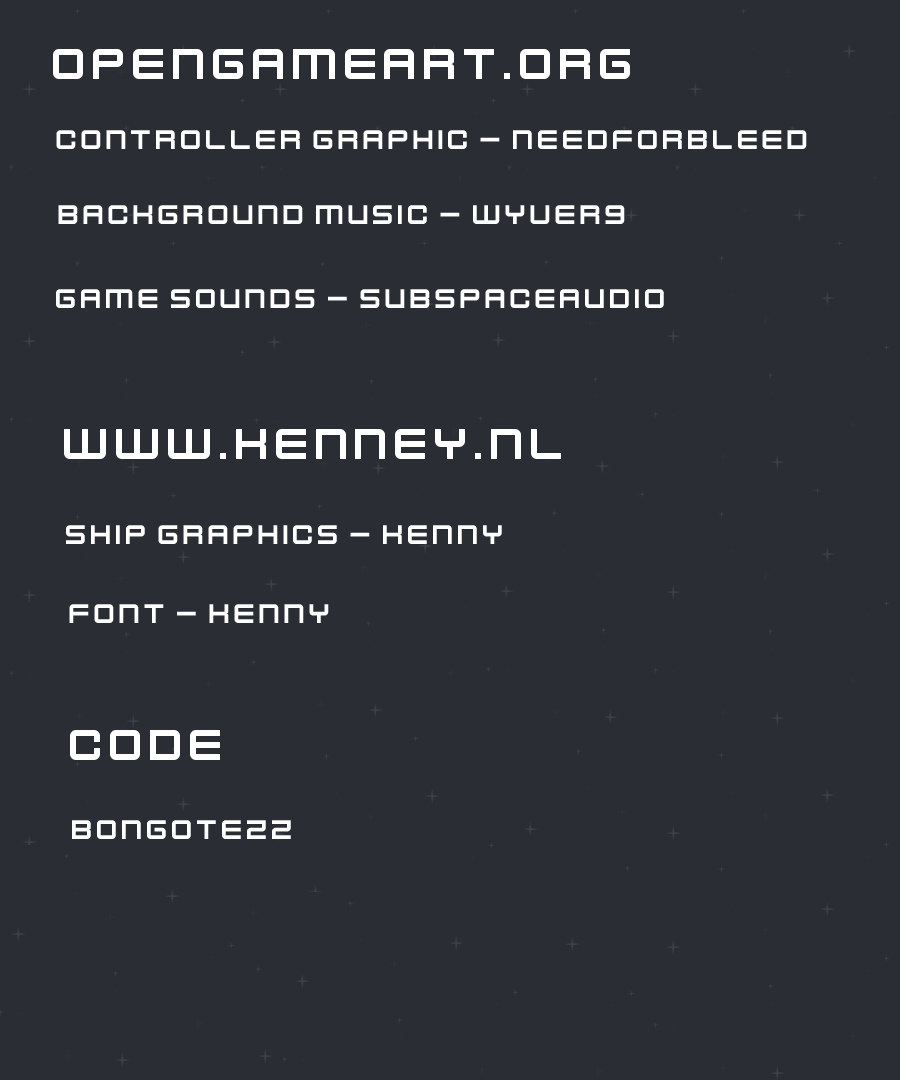 OPENGAMEART.ORG
CONTROLLER GRAPHIC – NEEDFORBLEED
BACKGROUND MUSIC – WYVER9
GAME SOUNDS – SUBSPACEAUDIO
WWW.KENNEY.NL
SHIP GRAPHICS – KENNY
FONT – KENNY
CODE
BONGOTEZZ